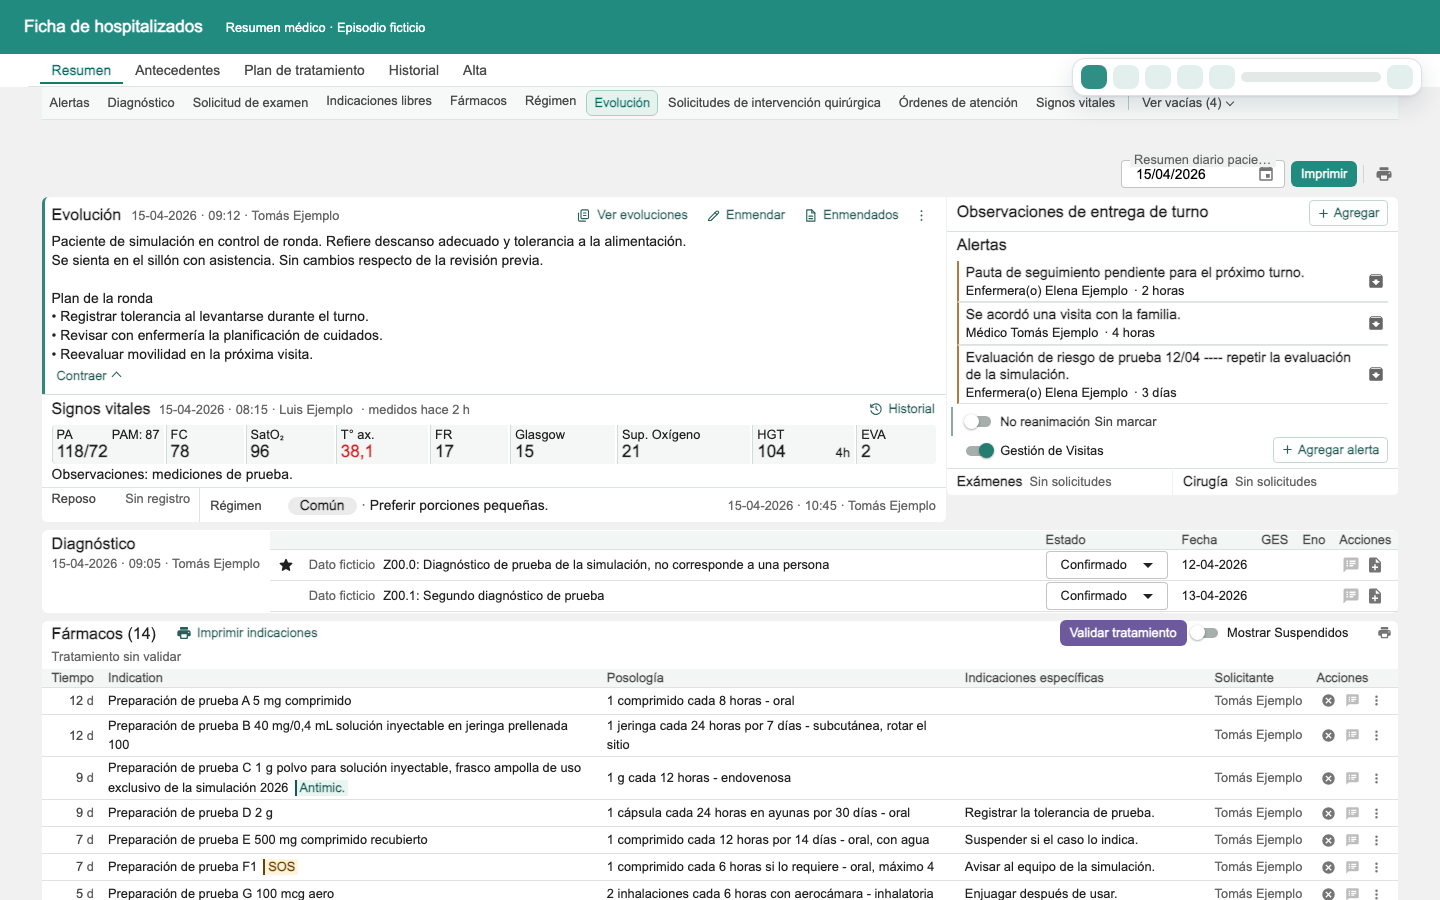 Ficha de hospitalizados Resumen médico · Episodio ficticio
Resumen Antecedentes Plan de tratamiento Historial Alta
Alertas Diagnóstico Solicitud de examen Indicaciones libres Fármacos Régimen Evolución Solicitudes de intervención quirúrgica Órdenes de atención Signos vitales Ver vacías (4)
Resumen diario pacie...
15/04/2026 Imprimir
Evolución 15-04-2026 · 09:12 · Tomás Ejemplo Ver evoluciones Enmendar Enmendados
Paciente de simulación en control de ronda. Refiere descanso adecuado y tolerancia a la alimentación.
Se sienta en el sillón con asistencia. Sin cambios respecto de la revisión previa.
Plan de la ronda
• Registrar tolerancia al levantarse durante el turno.
• Revisar con enfermería la planificación de cuidados.
• Reevaluar movilidad en la próxima visita.
Contraer
Signos vitales 15-04-2026 · 08:15 · Luis Ejemplo · medidos hace 2 h Historial
PA PAM: 87 FC SatO₂ T° ax. FR Glasgow Sup. Oxígeno HGT EVA
118/72 78 96 38,1 17 15 21 104 4h 2
Observaciones: mediciones de prueba.
Reposo Sin registro Régimen Común · Preferir porciones pequeñas. 15-04-2026 · 10:45 · Tomás Ejemplo
Observaciones de entrega de turno + Agregar
Alertas
Pauta de seguimiento pendiente para el próximo turno.
Enfermera(o) Elena Ejemplo · 2 horas
Se acordó una visita con la familia.
Médico Tomás Ejemplo · 4 horas
Evaluación de riesgo de prueba 12/04 ---- repetir la evaluación
de la simulación.
Enfermera(o) Elena Ejemplo · 3 días
No reanimación Sin marcar
Gestión de Visitas + Agregar alerta
Exámenes Sin solicitudes Cirugía Sin solicitudes
Diagnóstico Estado Fecha GES Eno Acciones
15-04-2026 · 09:05 · Tomás Ejemplo
Dato ficticio Z00.0: Diagnóstico de prueba de la simulación, no corresponde a una persona Confirmado 12-04-2026
Dato ficticio Z00.1: Segundo diagnóstico de prueba Confirmado 13-04-2026
Fármacos (14) Imprimir indicaciones Validar tratamiento Mostrar Suspendidos
Tratamiento sin validar
Tiempo Indication Posología Indicaciones específicas Solicitante Acciones
12 d Preparación de prueba A 5 mg comprimido 1 comprimido cada 8 horas - oral Tomás Ejemplo
12 d Preparación de prueba B 40 mg/0,4 mL solución inyectable en jeringa prellenada 1 jeringa cada 24 horas por 7 días - subcutánea, rotar el Tomás Ejemplo
100 sitio
9 d Preparación de prueba C 1 g polvo para solución inyectable, frasco ampolla de uso 1 g cada 12 horas - endovenosa Tomás Ejemplo
exclusivo de la simulación 2026 Antimic.
9 d Preparación de prueba D 2 g 1 cápsula cada 24 horas en ayunas por 30 días - oral Registrar la tolerancia de prueba. Tomás Ejemplo
7 d Preparación de prueba E 500 mg comprimido recubierto 1 comprimido cada 12 horas por 14 días - oral, con agua Suspender si el caso lo indica. Tomás Ejemplo
7 d Preparación de prueba F1 SOS 1 comprimido cada 6 horas si lo requiere - oral, máximo 4 Avisar al equipo de la simulación. Tomás Ejemplo
5 d Preparación de prueba G 100 mcg aero 2 inhalaciones cada 6 horas con aerocámara - inhalatoria Enjuagar después de usar. Tomás Ejemplo